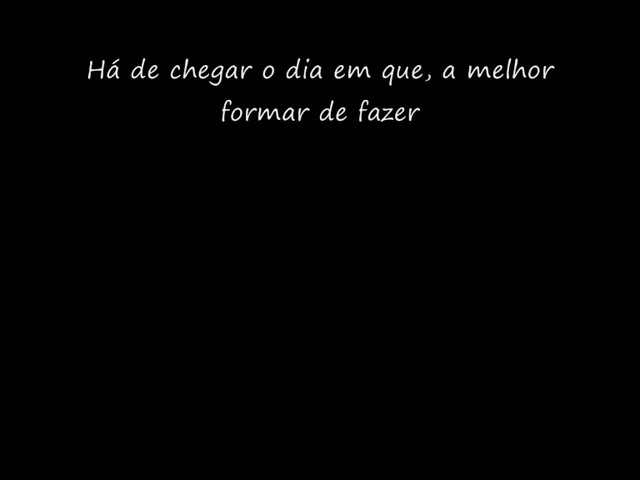 Há de chegar o dia em que, a melhor
formar de fazer